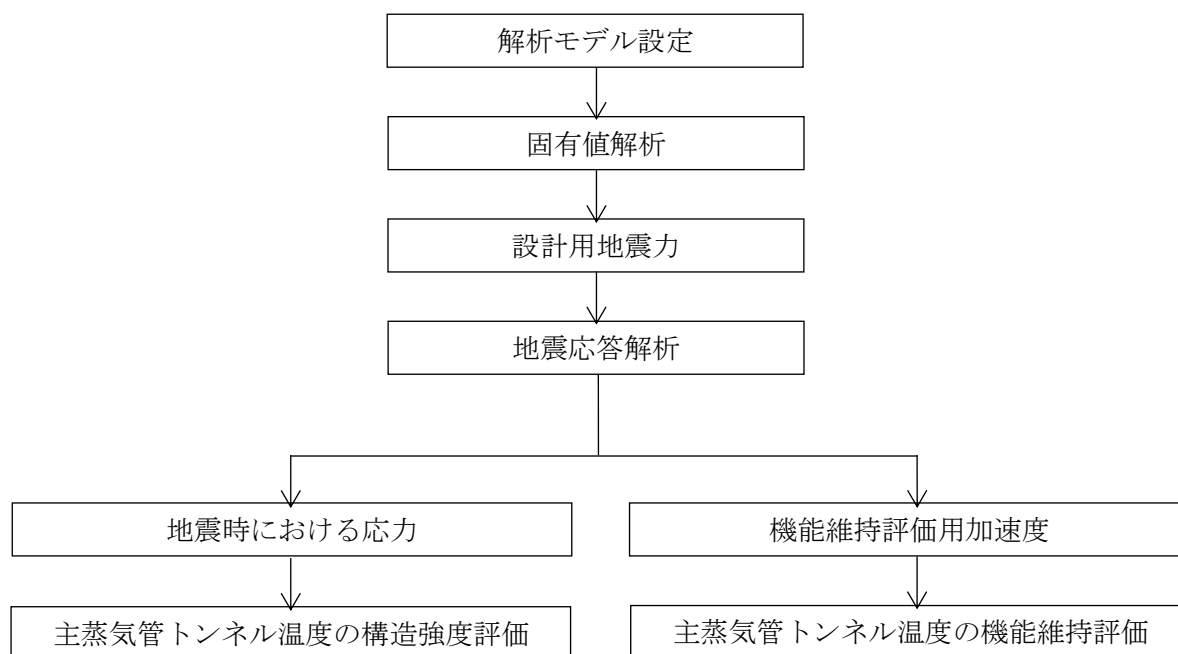 解析モデル設定
固有値解析
設計用地震力
地震応答解析
地震時における応力
機能維持評価用加速度
主蒸気管トンネル温度の構造強度評価
主蒸気管トンネル温度の機能維持評価